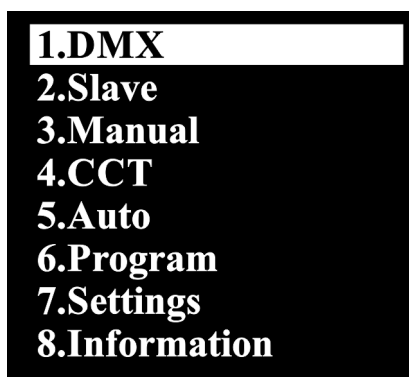 1.DMX
2.Slave
3.Manual
4.CCT
5.Auto
6.Program
7.Settings
8.Information